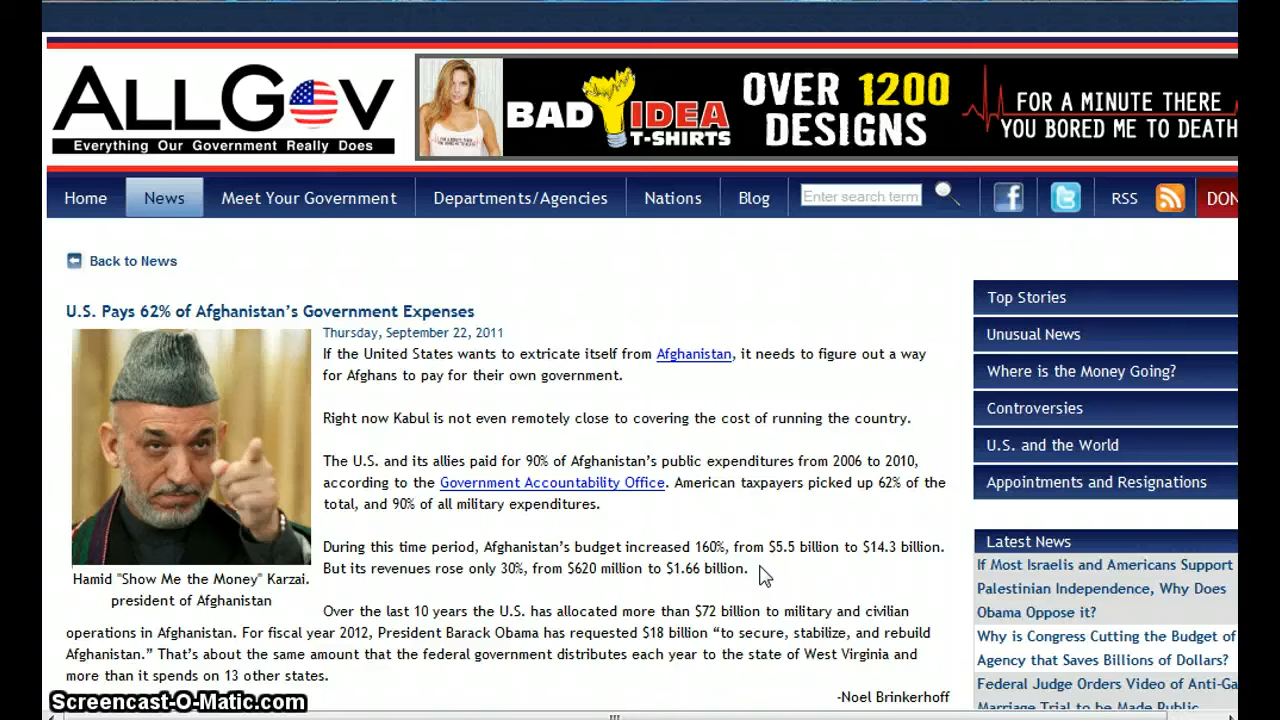 ALLGOV
Everything Our Government Really Does
BAD IDEA
T-SHIRTS
OVER 1200
DESIGNS
FOR A MINUTE THERE
YOU BORED ME TO DEATH
Home News Meet Your Government Departments/Agencies Nations Blog Enter search term RSS DON
Back to News
U.S. Pays 62% of Afghanistan's Government Expenses
Thursday, September 22, 2011
If the United States wants to extricate itself from Afghanistan, it needs to figure out a way
for Afghans to pay for their own government.
Right now Kabul is not even remotely close to covering the cost of running the country.
The U.S. and its allies paid for 90% of Afghanistan's public expenditures from 2006 to 2010,
according to the Government Accountability Office. American taxpayers picked up 62% of the
total, and 90% of all military expenditures.
During this time period, Afghanistan's budget increased 160%, from $5.5 billion to $14.3 billion.
But its revenues rose only 30%, from $620 million to $1.66 billion.
Hamid "Show Me the Money" Karzai.
president of Afghanistan
Over the last 10 years the U.S. has allocated more than $72 billion to military and civilian
operations in Afghanistan. For fiscal year 2012, President Barack Obama has requested $18 billion “to secure, stabilize, and rebuild
Afghanistan.” That's about the same amount that the federal government distributes each year to the state of West Virginia and
more than it spends on 13 other states.
-Noel Brinkerhoff
Top Stories
Unusual News
Where is the Money Going?
Controversies
U.S. and the World
Appointments and Resignations
Latest News
If Most Israelis and Americans Support
Palestinian Independence, Why Does
Obama Oppose it?
Why is Congress Cutting the Budget of
Agency that Saves Billions of Dollars?
Federal Judge Orders Video of Anti-Ga
Marriage Trial to be Made Public
Screencast-O-Matic.com